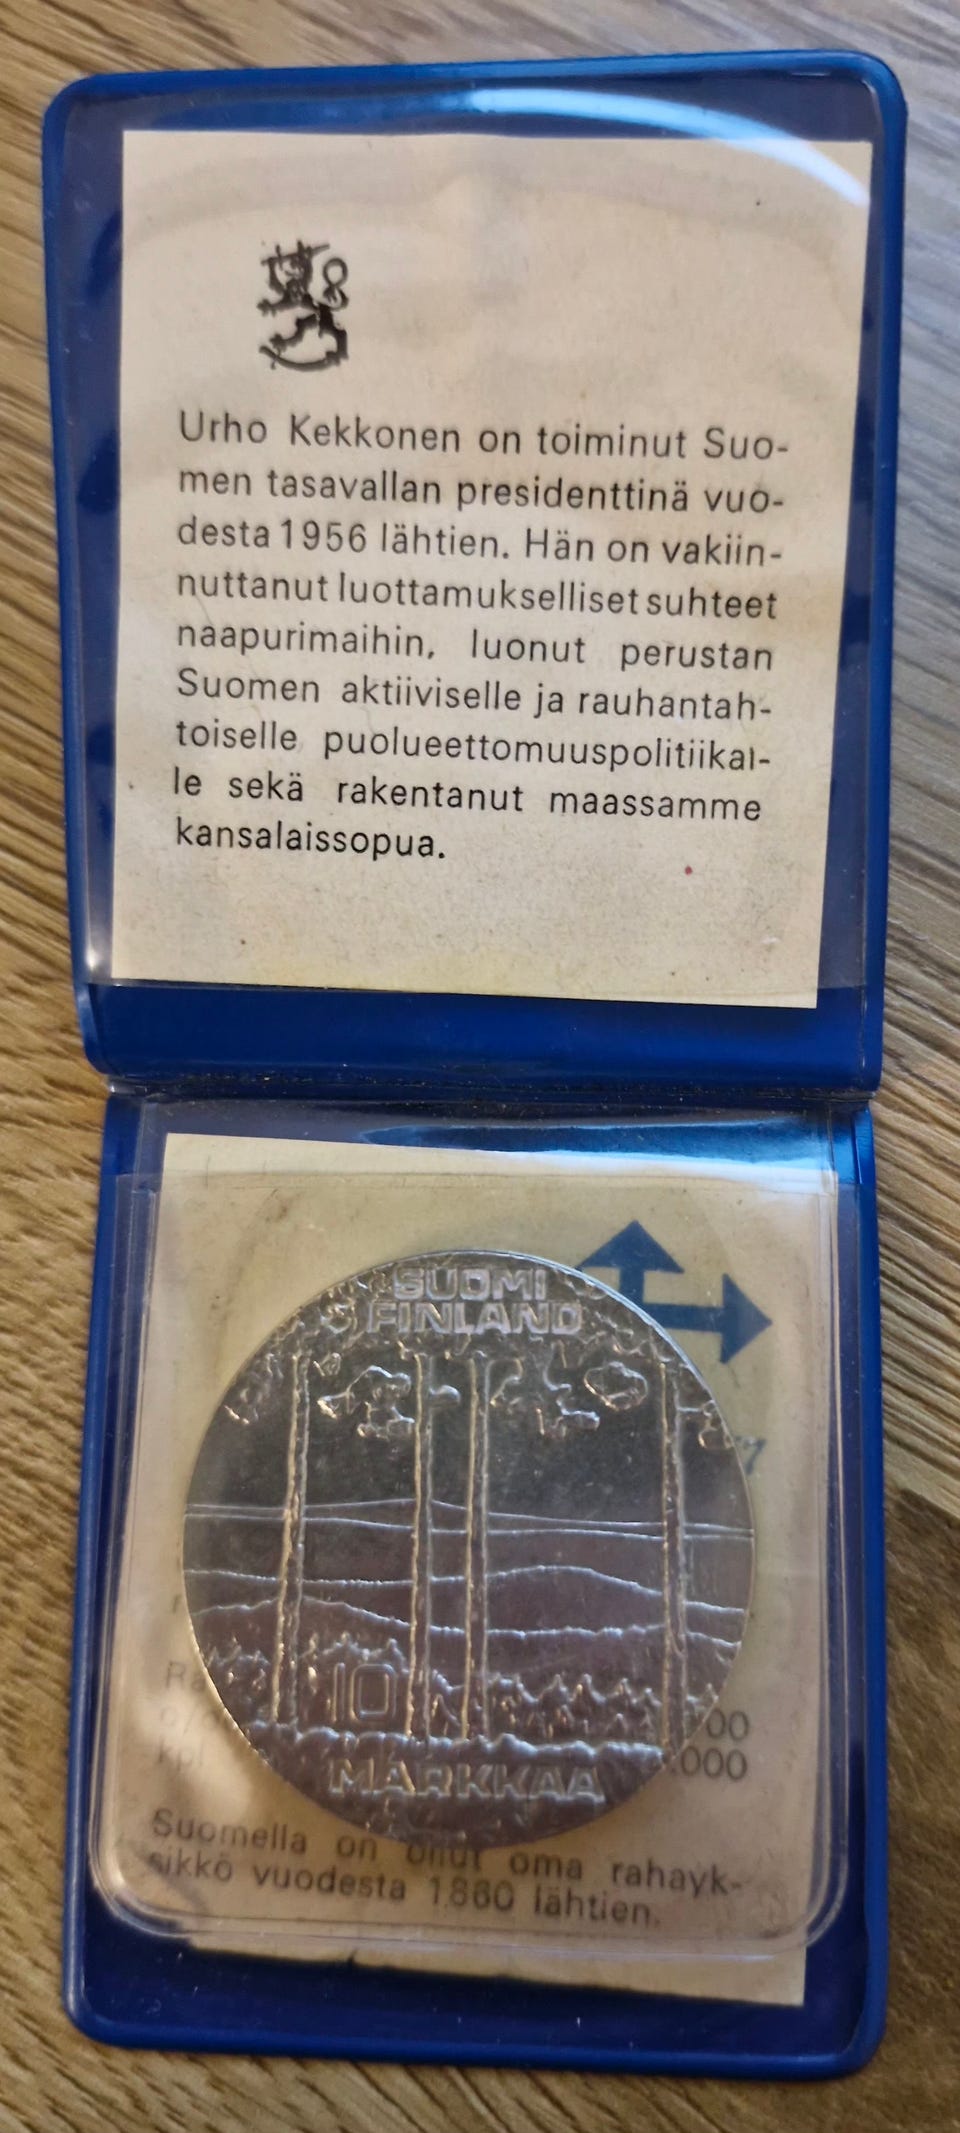 Urho Kekkonen on toiminut Suo-
men tasavallan presidenttinä vuo-
desta 1956 lähtien. Hän on vakiin-
nuttanut luottamukselliset suhteet
naapurimaihin, luonut perustan
Suomen aktiiviselle ja rauhantah-
toiselle puolueettomuuspolitiikal-
le sekä rakentanut maassamme
kansalaissopua.
SUOMI
FINLAND
10
MARKKAA
kpl
Suomella on ollut oma rahayk-
sikkö vuodesta 1860 lähtien.